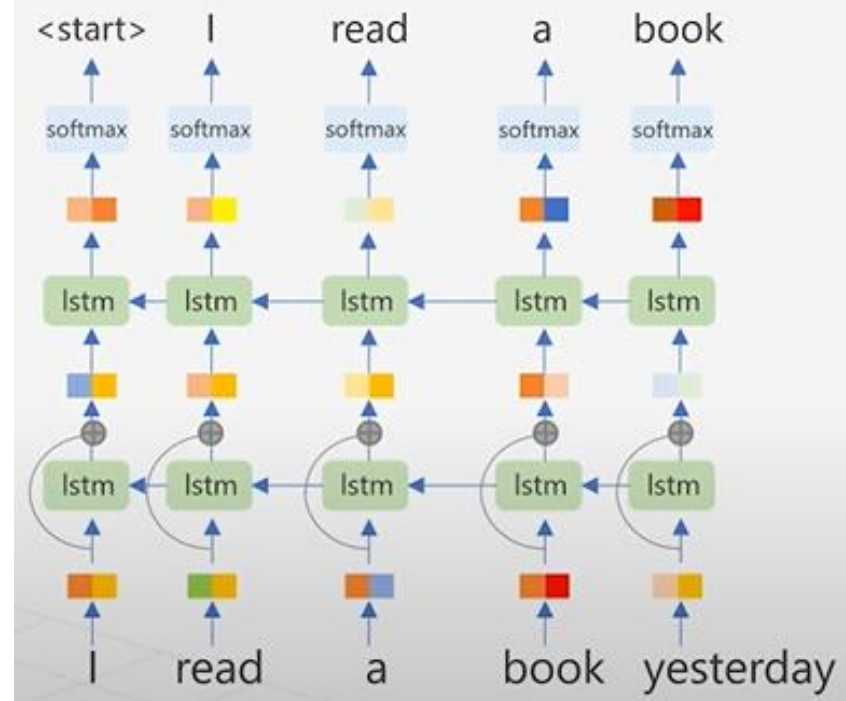 <start> I read a book
softmax softmax softmax softmax softmax
lstm lstm lstm lstm lstm
lstm lstm lstm lstm lstm
I read a book yesterday